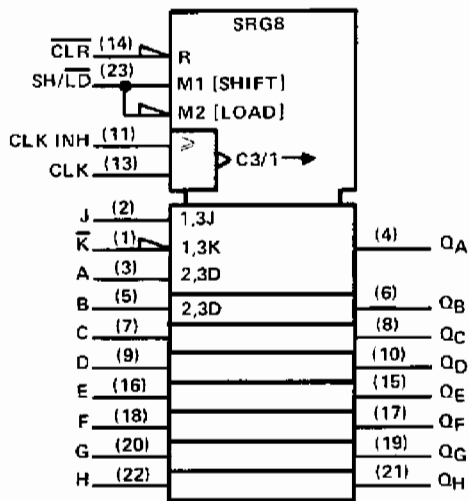 SRG8
CLR (14) R
SH/LD (23) M1 [SHIFT]
M2 [LOAD]
CLK INH (11) ≥
CLK (13) C3/1
J (2) 1,3J
K (1) 1,3K (4) QA
A (3) 2,3D
B (5) 2,3D (6) QB
C (7) (8) QC
D (9) (10) QD
E (16) (15) QE
F (18) (17) QF
G (20) (19) QG
H (22) (21) QH